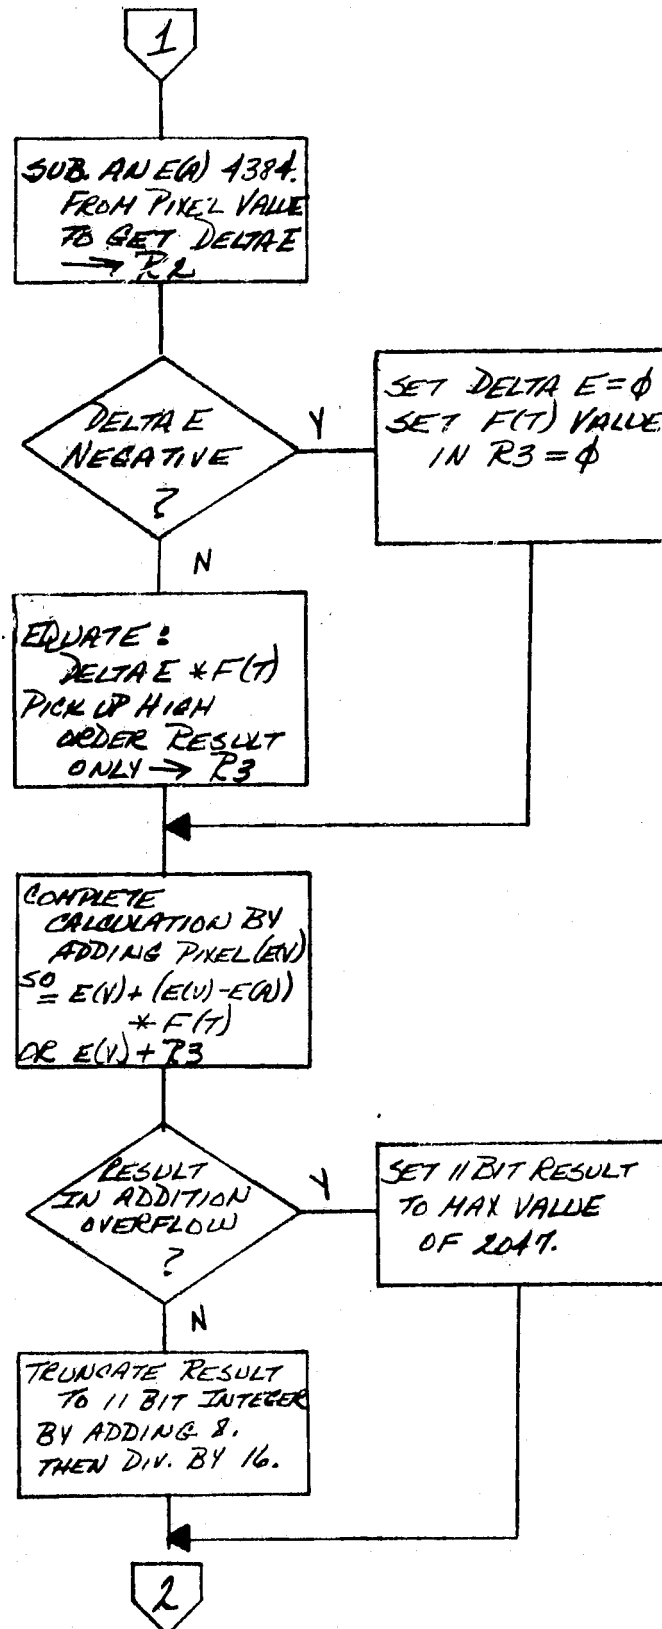 1
SUB. AN E(A) 4384.
FROM PIXEL VALUE
TO GET DELTA E
→ R2
DELTA E
NEGATIVE
?
Y
SET DELTA E=ϕ
SET F(T) VALUE
IN R3=ϕ
N
EQUATE:
DELTA E * F(T)
PICK UP HIGH
ORDER RESULT
ONLY → R3
COMPLETE
CALCULATION BY
ADDING PIXEL (EV)
SO
= E(V) + (E(V) - E(A))
* F(T)
OR E(V) + R3
RESULT
IN ADDITION
OVERFLOW
?
Y
SET 11 BIT RESULT
TO MAX VALUE
OF 2047.
N
TRUNCATE RESULT
TO 11 BIT INTEGER
BY ADDING 8.
THEN DIV. BY 16.
2